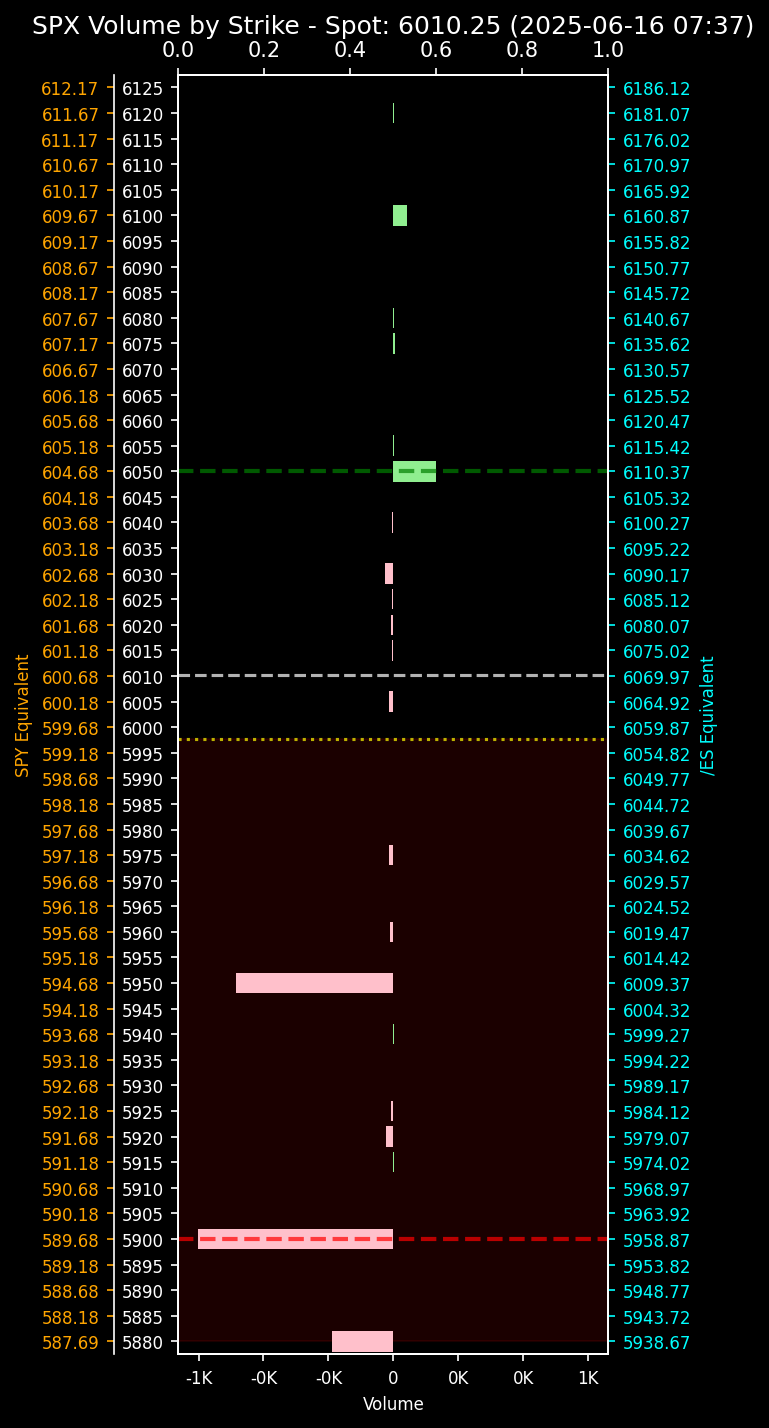 SPX Volume by Strike - Spot: 6010.25 (2025-06-16 07:37)
0.0 0.2 0.4 0.6 0.8 1.0
612.17 6125 6186.12
611.67 6120 6181.07
611.17 6115 6176.02
610.67 6110 6170.97
610.17 6105 6165.92
609.67 6100 6160.87
609.17 6095 6155.82
608.67 6090 6150.77
608.17 6085 6145.72
607.67 6080 6140.67
607.17 6075 6135.62
606.67 6070 6130.57
606.18 6065 6125.52
605.68 6060 6120.47
605.18 6055 6115.42
604.68 6050 6110.37
604.18 6045 6105.32
603.68 6040 6100.27
603.18 6035 6095.22
602.68 6030 6090.17
602.18 6025 6085.12
601.68 6020 6080.07
601.18 6015 6075.02
600.68 6010 6069.97
600.18 6005 6064.92
599.68 6000 6059.87
599.18 5995 6054.82
598.68 5990 6049.77
598.18 5985 6044.72
597.68 5980 6039.67
597.18 5975 6034.62
596.68 5970 6029.57
596.18 5965 6024.52
595.68 5960 6019.47
595.18 5955 6014.42
594.68 5950 6009.37
594.18 5945 6004.32
593.68 5940 5999.27
593.18 5935 5994.22
592.68 5930 5989.17
592.18 5925 5984.12
591.68 5920 5979.07
591.18 5915 5974.02
590.68 5910 5968.97
590.18 5905 5963.92
589.68 5900 5958.87
589.18 5895 5953.82
588.68 5890 5948.77
588.18 5885 5943.72
587.69 5880 5938.67
SPY Equivalent
/ES Equivalent
-1K -0K -0K 0 0K 0K 1K
Volume